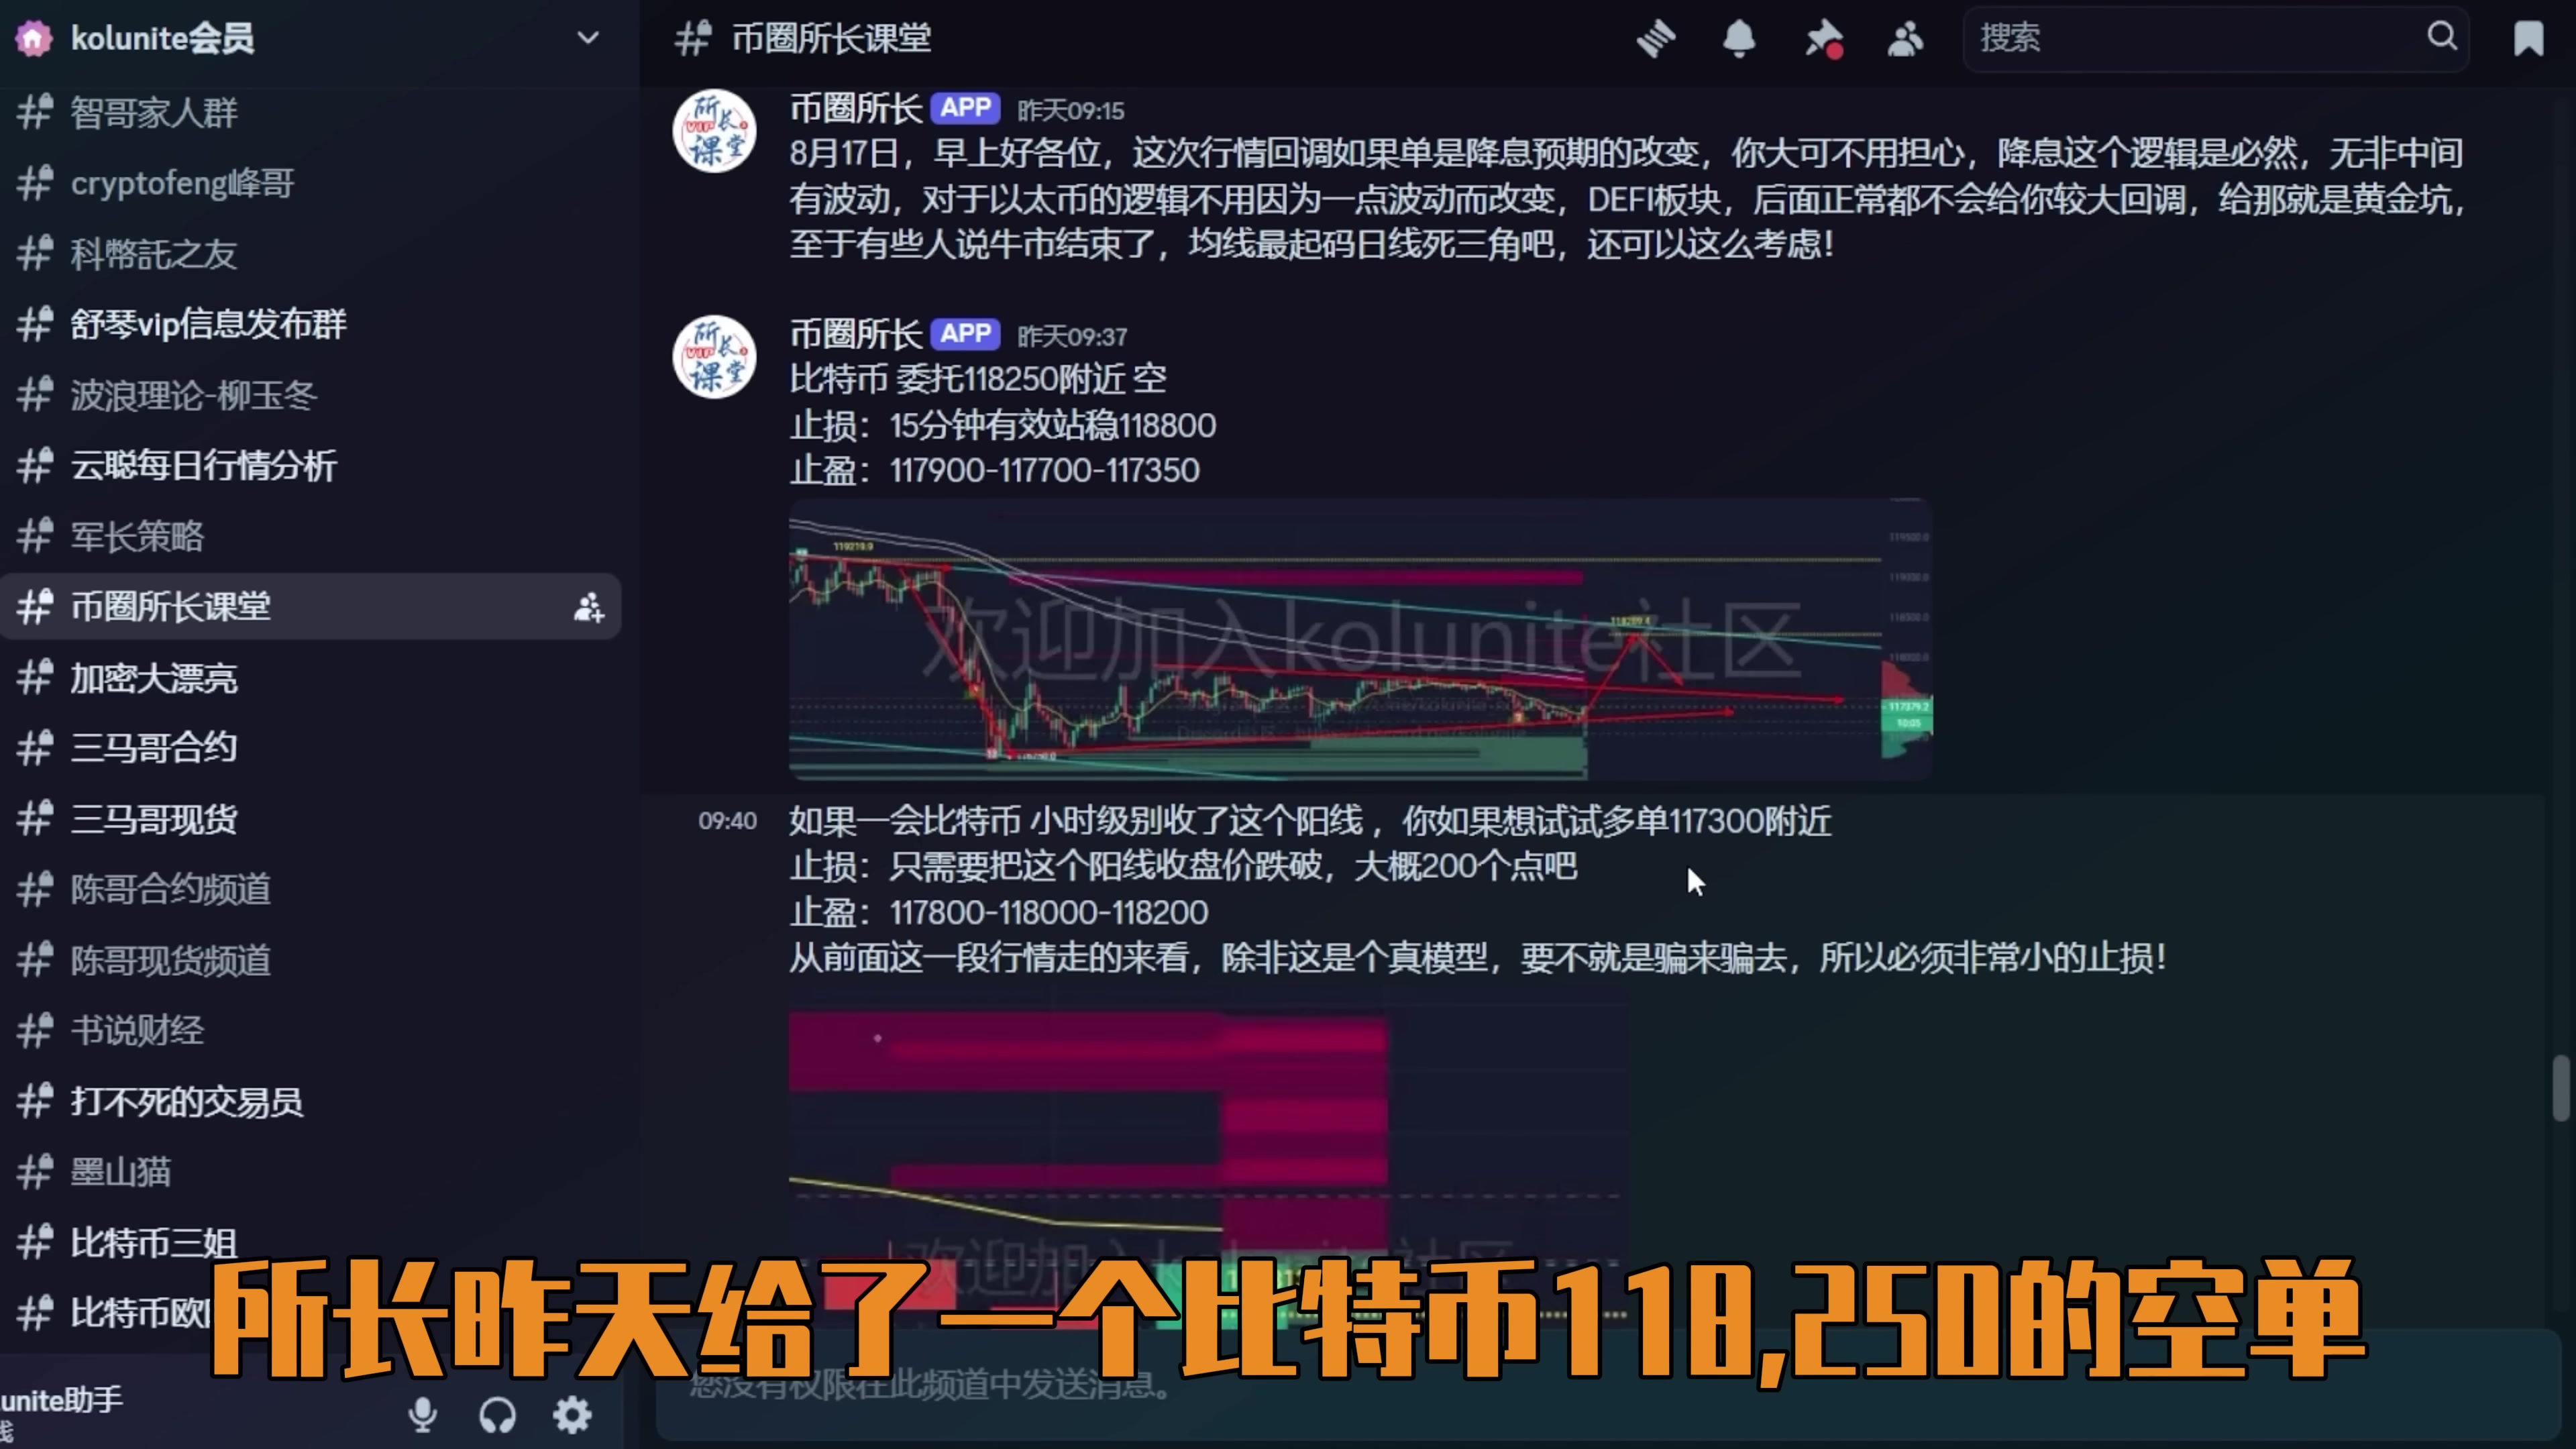 kolunite会员
智哥家人群
cryptofeng峰哥
科幣託之友
舒琴vip信息发布群
波浪理论-柳玉冬
云聪每日行情分析
军长策略
币圈所长课堂
加密大漂亮
三马哥合约
三马哥现货
陈哥合约频道
陈哥现货频道
书说财经
打不死的交易员
墨山猫
比特币三姐
比特币欧
unite助手
线
币圈所长课堂
搜索
所长
VIP
课堂
币圈所长 APP 昨天09:15
8月17日，早上好各位，这次行情回调如果单是降息预期的改变，你大可不用担心，降息这个逻辑是必然，无非中间
有波动，对于以太币的逻辑不用因为一点波动而改变，DEFI板块，后面正常都不会给你较大回调，给那就是黄金坑，
至于有些人说牛市结束了，均线最起码日线死三角吧，还可以这么考虑！
所长
VIP
课堂
币圈所长 APP 昨天09:37
比特币 委托118250附近 空
止损：15分钟有效站稳118800
止盈：117900-117700-117350
119219.0
欢迎加入kolunite社区
117379.2
10:05
09:40
如果一会比特币 小时级别收了这个阳线 ，你如果想试试多单117300附近
止损：只需要把这个阳线收盘价跌破，大概200个点吧
止盈：117800-118000-118200
从前面这一段行情走的来看，除非这是个真模型，要不就是骗来骗去，所以必须非常小的止损！
所长昨天给了一个比特币118,250的空单
您没有权限在此频道中发送消息。